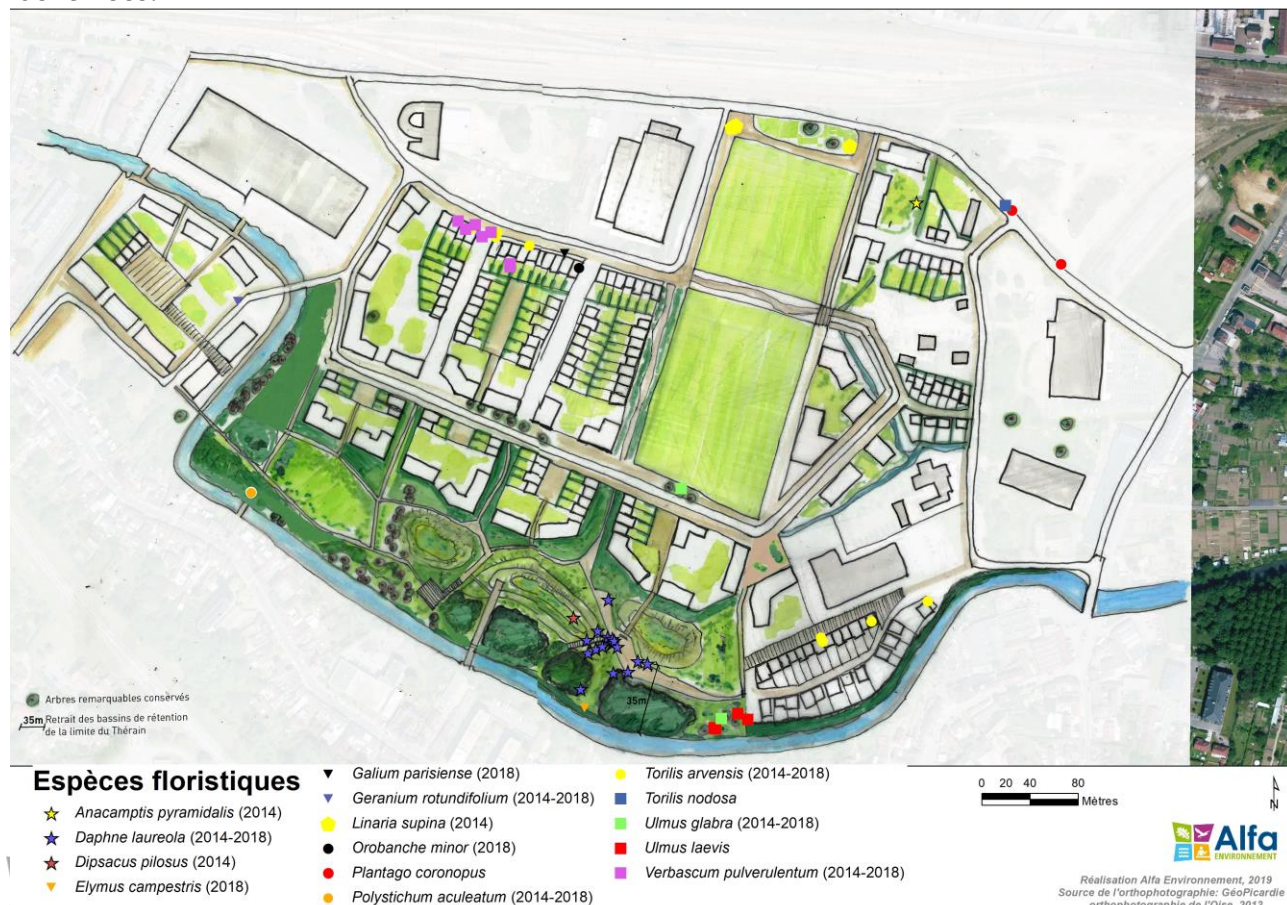 35m
Arbres remarquables conservés
35m Retrait des bassins de rétention
de la limite du Thérain
Espèces floristiques
Anacamptis pyramidalis (2014)
Daphne laureola (2014-2018)
Dipsacus pilosus (2014)
Elymus campestris (2018)
Galium parisiense (2018)
Geranium rotundifolium (2014-2018)
Linaria supina (2014)
Orobanche minor (2018)
Plantago coronopus
Polystichum aculeatum (2014-2018)
Torilis arvensis (2014-2018)
Torilis nodosa
Ulmus glabra (2014-2018)
Ulmus laevis
Verbascum pulverulentum (2014-2018)
0 20 40 80
Mètres
N
Alfa
ENVIRONNEMENT
Réalisation Alfa Environnement, 2019
Source de l'orthophotographie: GéoPicardie
orthophotographie de l'Oise, 2013